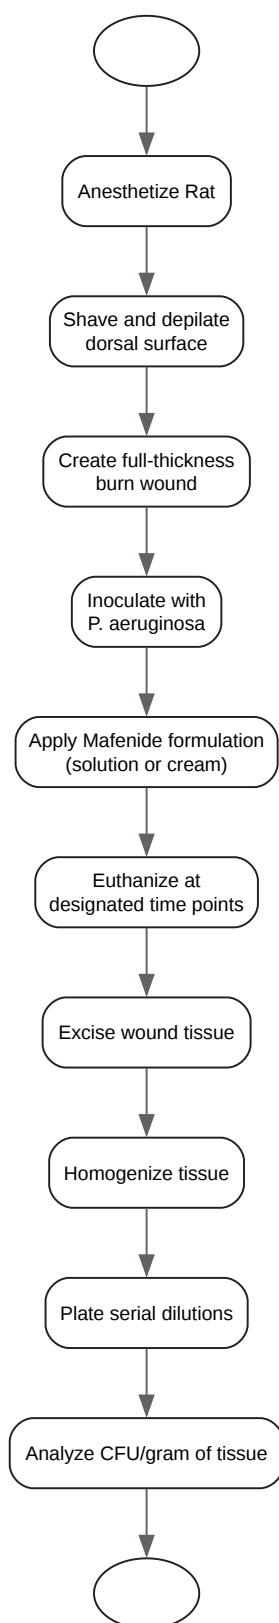 Anesthetize Rat
Shave and depilate
dorsal surface
Create full-thickness
burn wound
Inoculate with
P. aeruginosa
Apply Mafenide formulation
(solution or cream)
Euthanize at
designated time points
Excise wound tissue
Homogenize tissue
Plate serial dilutions
Analyze CFU/gram of tissue